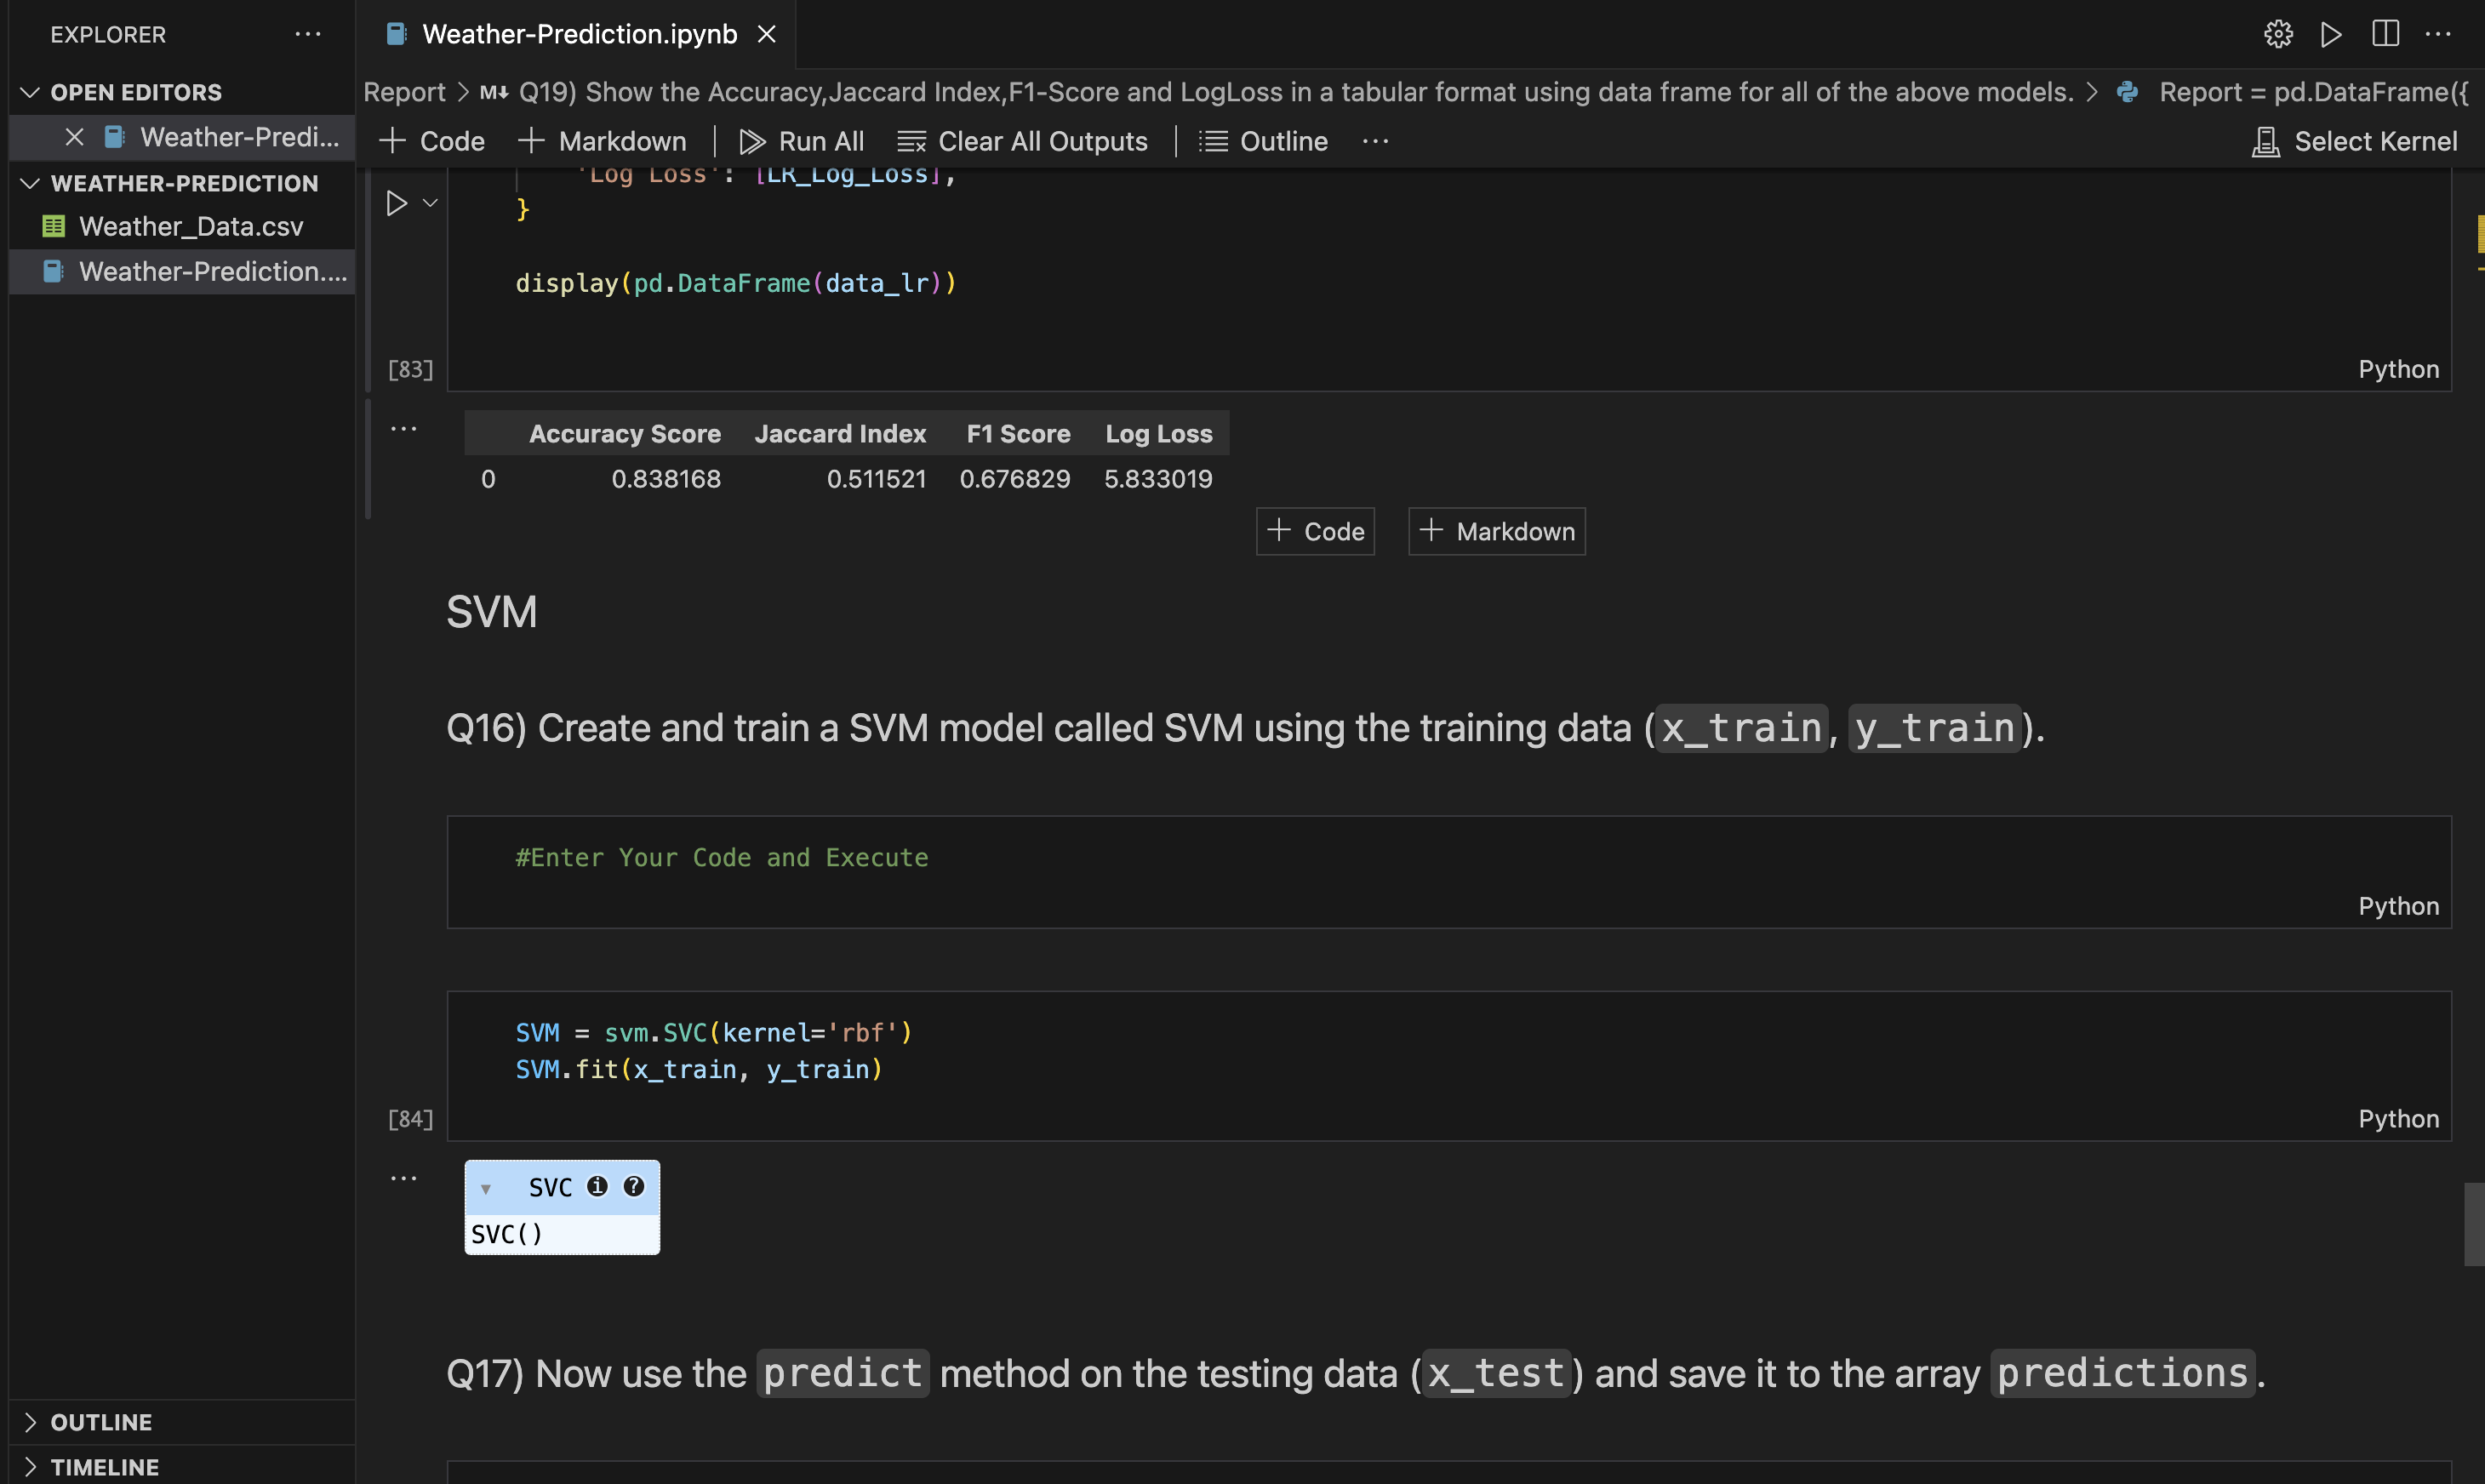 EXPLORER
OPEN EDITORS
Weather-Predi...
WEATHER-PREDICTION
Weather_Data.csv
Weather-Prediction....
OUTLINE
TIMELINE
Weather-Prediction.ipynb
Report > M↓ Q19) Show the Accuracy,Jaccard Index,F1-Score and LogLoss in a tabular format using data frame for all of the above models. > Report = pd.DataFrame({
+ Code + Markdown | Run All Clear All Outputs | Outline ... Select Kernel
'Log Loss': [LR_Log_Loss],
}
display(pd.DataFrame(data_lr))
[83] Python
Accuracy Score Jaccard Index F1 Score Log Loss
0 0.838168 0.511521 0.676829 5.833019
+ Code + Markdown
SVM
Q16) Create and train a SVM model called SVM using the training data (x_train, y_train).
#Enter Your Code and Execute
Python
SVM = svm.SVC(kernel='rbf')
SVM.fit(x_train, y_train)
[84] Python
SVC i ?
SVC()
Q17) Now use the predict method on the testing data (x_test) and save it to the array predictions.